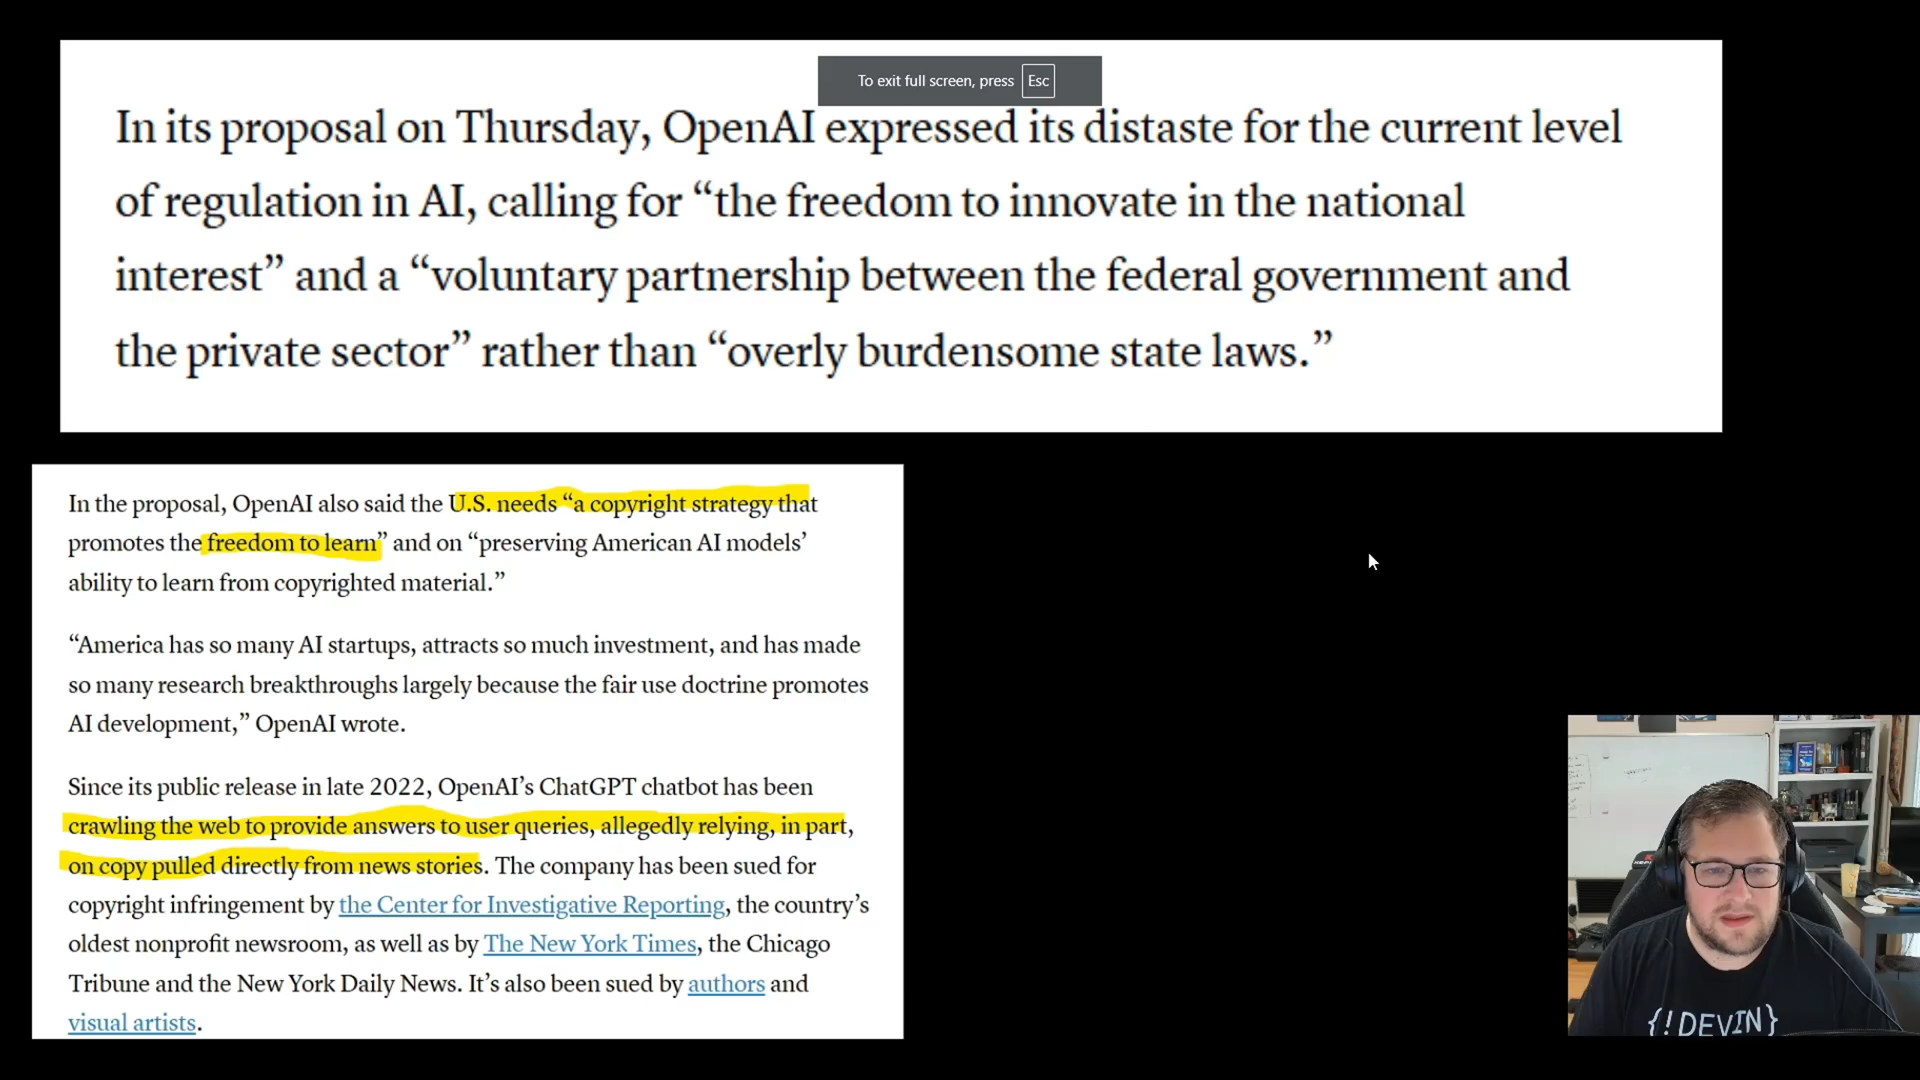 To exit full screen, press Esc
In its proposal on Thursday, OpenAI expressed its distaste for the current level
of regulation in AI, calling for “the freedom to innovate in the national
interest” and a “voluntary partnership between the federal government and
the private sector” rather than “overly burdensome state laws.”
In the proposal, OpenAI also said the U.S. needs “a copyright strategy that
promotes the freedom to learn” and on “preserving American AI models’
ability to learn from copyrighted material.”
“America has so many AI startups, attracts so much investment, and has made
so many research breakthroughs largely because the fair use doctrine promotes
AI development,” OpenAI wrote.
Since its public release in late 2022, OpenAI’s ChatGPT chatbot has been
crawling the web to provide answers to user queries, allegedly relying, in part,
on copy pulled directly from news stories. The company has been sued for
copyright infringement by the Center for Investigative Reporting, the country’s
oldest nonprofit newsroom, as well as by The New York Times, the Chicago
Tribune and the New York Daily News. It’s also been sued by authors and
visual artists.
{!DEVIN}